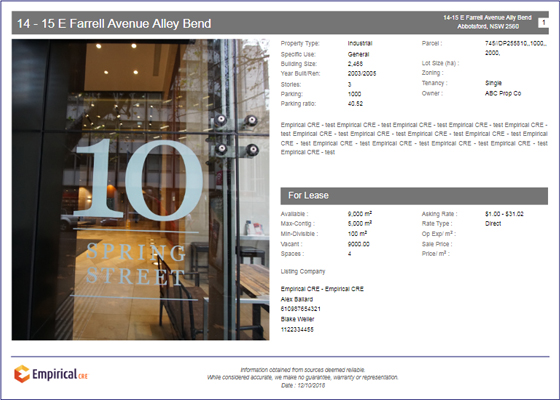 14 - 15 E Farrell Avenue Alley Bend
14-15 E Farrell Avenue Ally Bend
Abbotsford, NSW 2560
1
10
SPRING
STREET
Property Type: Industrial
Specific Use: General
Building Size: 2,468
Year Built/Ren: 2003/2005
Stories: 3
Parking: 1000
Parking ratio: 40.52
Parcel : 745//DP255810,,1000,,
2000,
Lot Size (ha) :
Zoning :
Tenancy : Single
Owner : ABC Prop Co
Empirical CRE - test Empirical CRE - test Empirical CRE - test Empirical CRE - test Empirical CRE -
test Empirical CRE - test Empirical CRE - test Empirical CRE - test Empirical CRE - test Empirical
CRE - test Empirical CRE - test Empirical CRE - test Empirical CRE - test Empirical CRE - test
Empirical CRE - test
For Lease
Available : 9,000 m²
Max-Contig : 5,000 m²
Min-Divisible : 100 m²
Vacant : 9000.00
Spaces : 4
Asking Rate : $1.00 - $31.02
Rate Type : Direct
Op Exp/ m² :
Sale Price :
Price/ m² :
Listing Company
Empirical CRE - Empirical CRE
Alex Ballard
610987654321
Blake Weller
1122334455
Empirical CRE
Information obtained from sources deemed reliable.
While considered accurate, we make no guarantee, warranty or representation.
Date : 12/10/2016